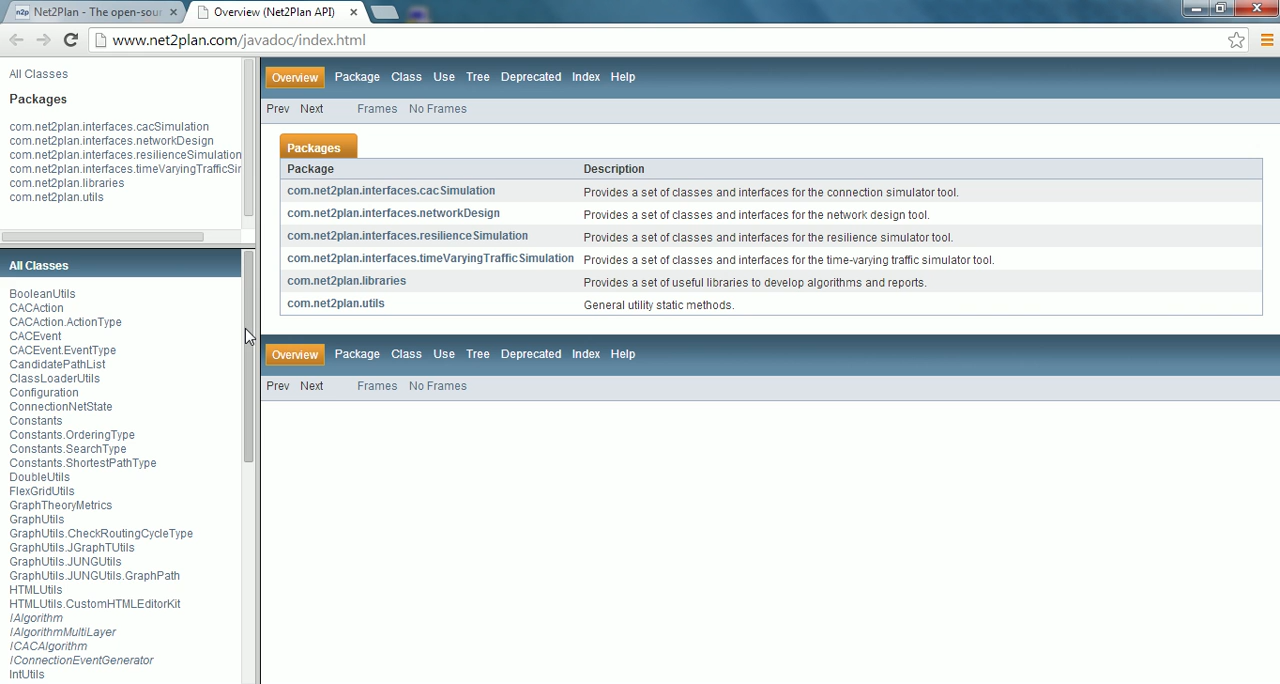 Net2Plan - The open-sour
Overview (Net2Plan API)
www.net2plan.com/javadoc/index.html
All Classes
Packages
com.net2plan.interfaces.cacSimulation
com.net2plan.interfaces.networkDesign
com.net2plan.interfaces.resilienceSimulation
com.net2plan.interfaces.timeVaryingTrafficSir
com.net2plan.libraries
com.net2plan.utils
All Classes
BooleanUtils
CACAction
CACAction.ActionType
CACEvent
CACEvent.EventType
CandidatePathList
ClassLoaderUtils
Configuration
ConnectionNetState
Constants
Constants.OrderingType
Constants.SearchType
Constants.ShortestPathType
DoubleUtils
FlexGridUtils
GraphTheoryMetrics
GraphUtils
GraphUtils.CheckRoutingCycleType
GraphUtils.JGraphTUtils
GraphUtils.JUNGUtils
GraphUtils.JUNGUtils.GraphPath
HTMLUtils
HTMLUtils.CustomHTMLEditorKit
IAlgorithm
IAlgorithmMultiLayer
ICACAlgorithm
IConnectionEventGenerator
IntUtils
Overview Package Class Use Tree Deprecated Index Help
Prev Next Frames No Frames
Packages
Package Description
com.net2plan.interfaces.cacSimulation Provides a set of classes and interfaces for the connection simulator tool.
com.net2plan.interfaces.networkDesign Provides a set of classes and interfaces for the network design tool.
com.net2plan.interfaces.resilienceSimulation Provides a set of classes and interfaces for the resilience simulator tool.
com.net2plan.interfaces.timeVaryingTrafficSimulation Provides a set of classes and interfaces for the time-varying traffic simulator tool.
com.net2plan.libraries Provides a set of useful libraries to develop algorithms and reports.
com.net2plan.utils General utility static methods.
Overview Package Class Use Tree Deprecated Index Help
Prev Next Frames No Frames